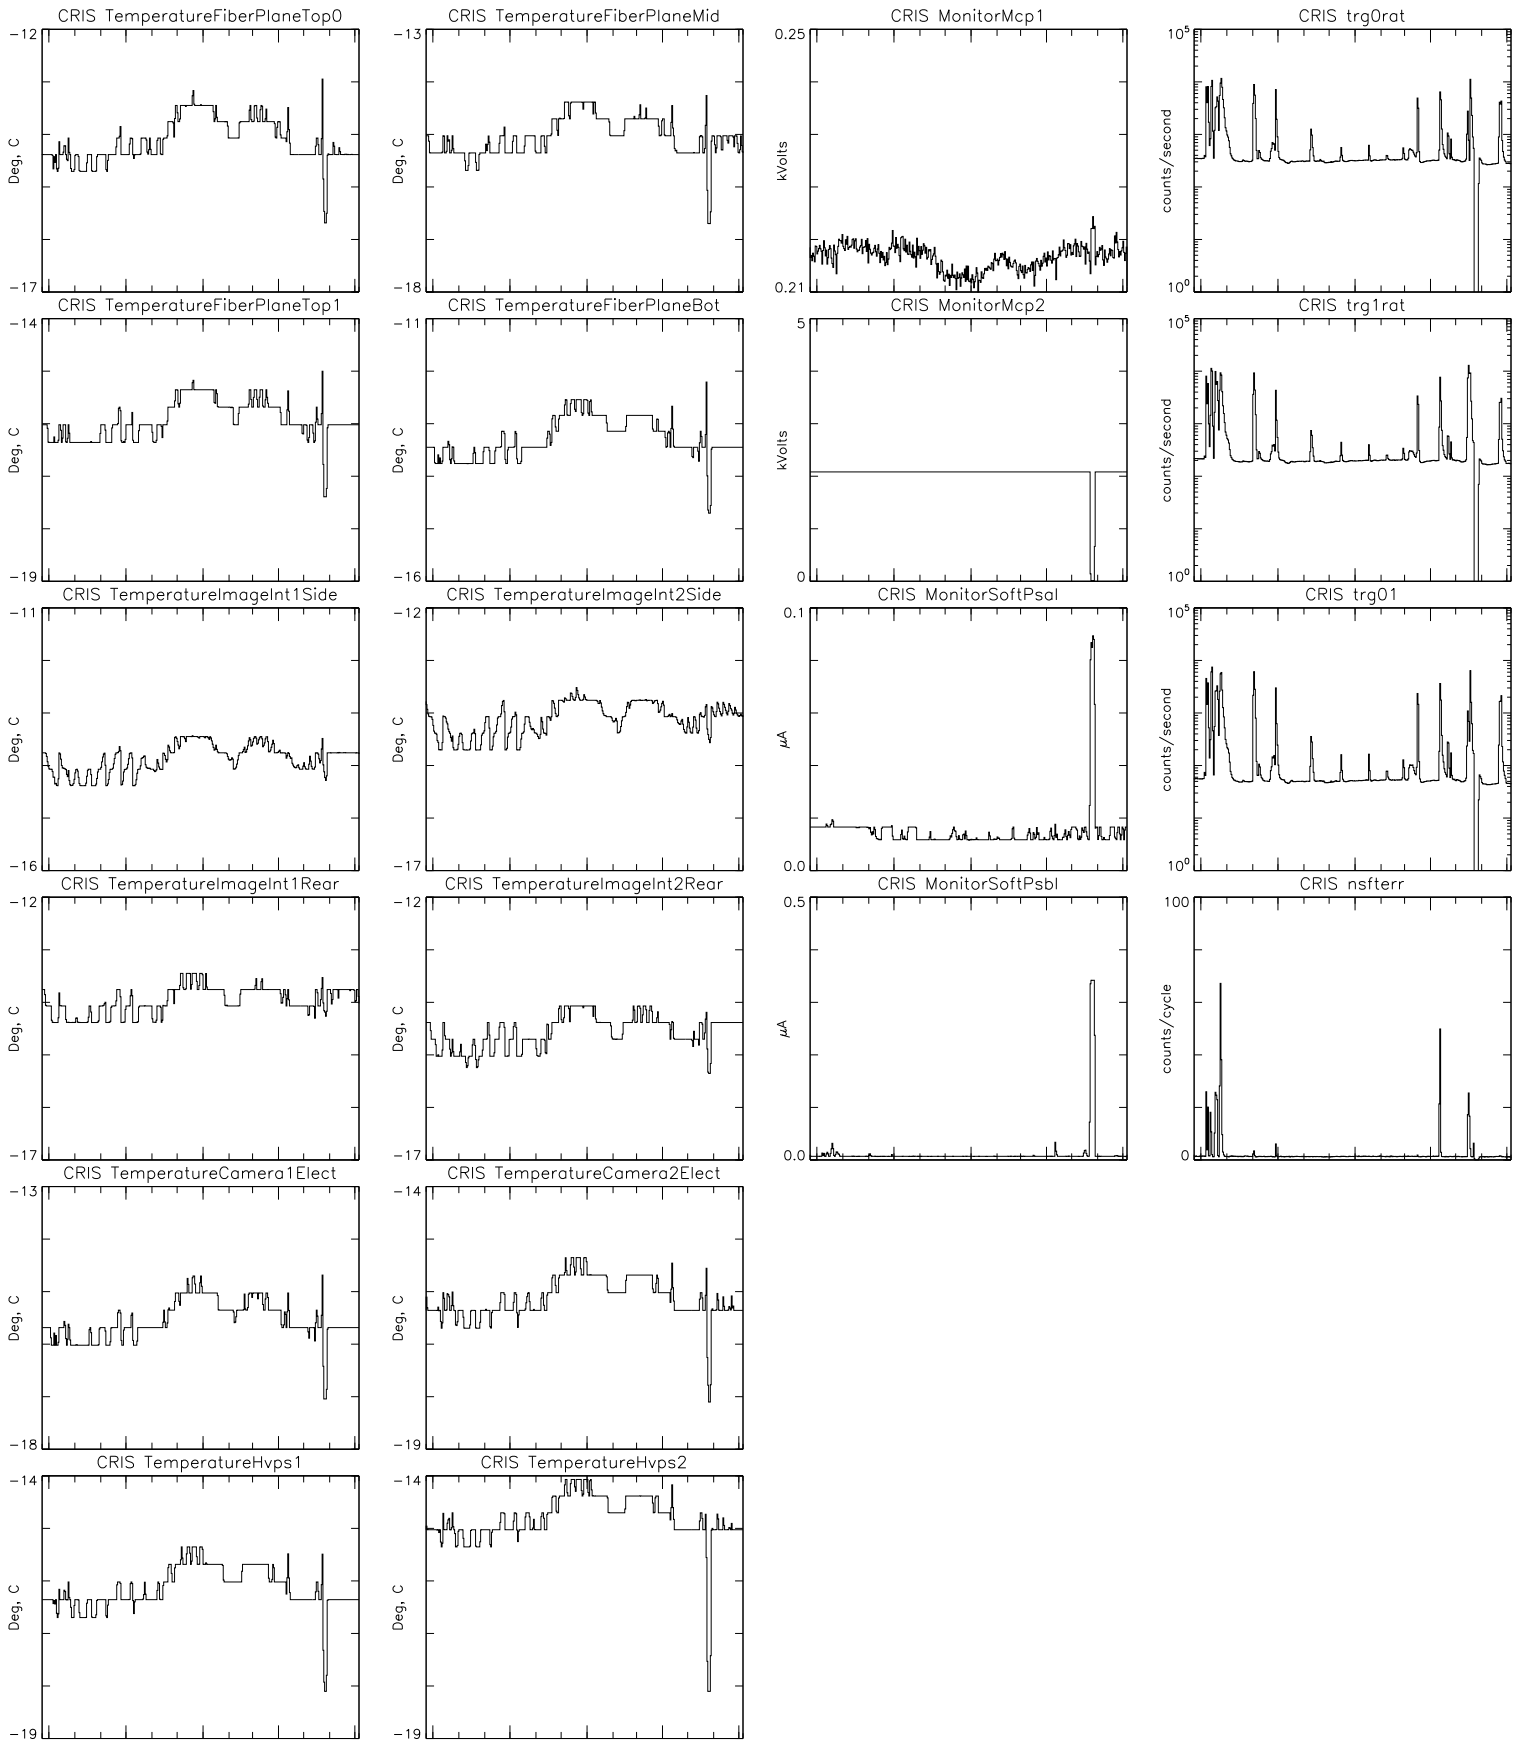 CRIS TemperatureFiberPlaneTop0
-12
Deg, C
-17
CRIS TemperatureFiberPlaneMid
-13
Deg, C
-18
CRIS MonitorMcp1
0.25
kVolts
0.21
CRIS trg0rat
10^5
counts/second
10^0
CRIS TemperatureFiberPlaneTop1
-14
Deg, C
-19
CRIS TemperatureFiberPlaneBot
-11
Deg, C
-16
CRIS MonitorMcp2
5
kVolts
0
CRIS trg1rat
10^5
counts/second
10^0
CRIS TemperatureImageInt1Side
-11
Deg, C
-16
CRIS TemperatureImageInt2Side
-12
Deg, C
-17
CRIS MonitorSoftPsaI
0.1
μA
0.0
CRIS trg01
10^5
counts/second
10^0
CRIS TemperatureImageInt1Rear
-12
Deg, C
-17
CRIS TemperatureImageInt2Rear
-12
Deg, C
-17
CRIS MonitorSoftPsbI
0.5
μA
0.0
CRIS nsfterr
100
counts/cycle
0
CRIS TemperatureCamera1Elect
-13
Deg, C
-18
CRIS TemperatureCamera2Elect
-14
Deg, C
-19
CRIS TemperatureHvps1
-14
Deg, C
-19
CRIS TemperatureHvps2
-14
Deg, C
-19